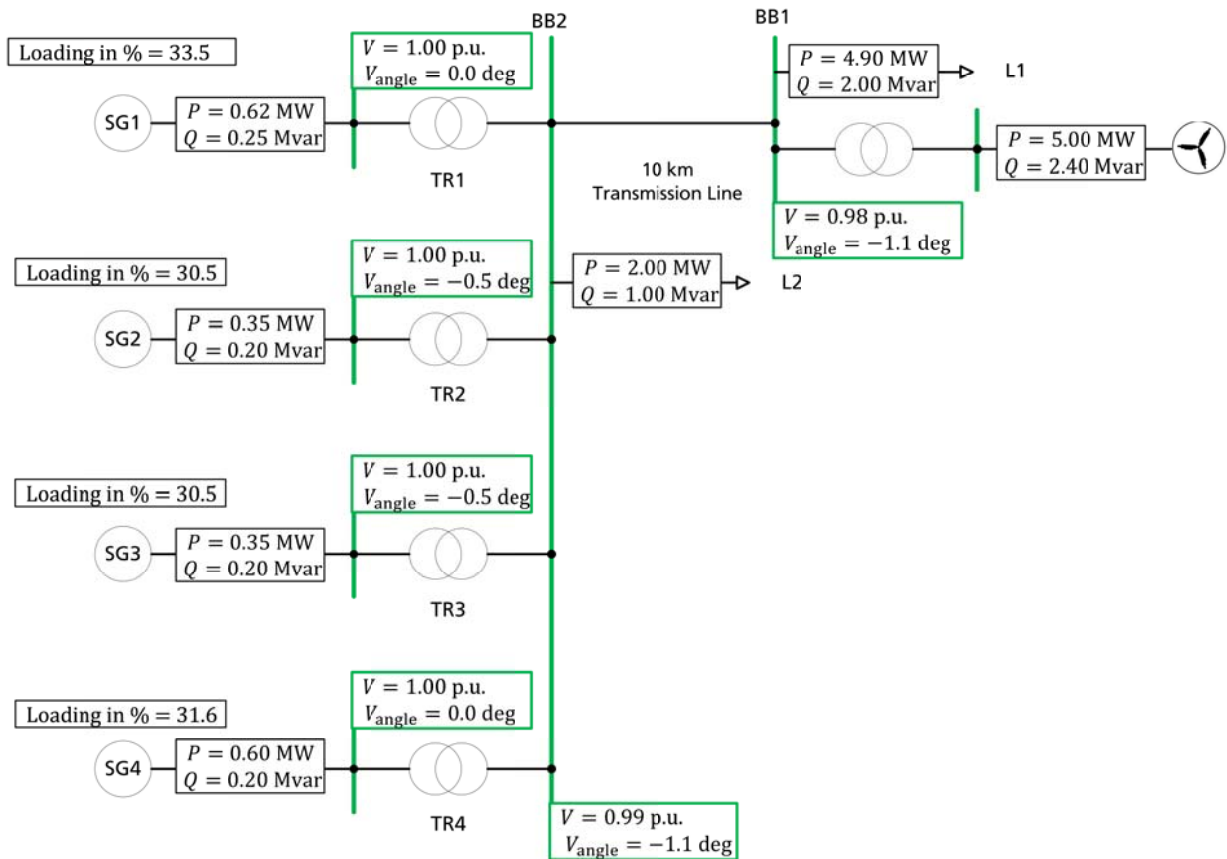 BB2
BB1
Loading in % = 33.5
V = 1.00 p.u.
V_angle = 0.0 deg
P = 4.90 MW
Q = 2.00 Mvar
L1
SG1
P = 0.62 MW
Q = 0.25 Mvar
TR1
10 km
Transmission Line
P = 5.00 MW
Q = 2.40 Mvar
V = 0.98 p.u.
V_angle = −1.1 deg
Loading in % = 30.5
V = 1.00 p.u.
V_angle = −0.5 deg
P = 2.00 MW
Q = 1.00 Mvar
L2
SG2
P = 0.35 MW
Q = 0.20 Mvar
TR2
Loading in % = 30.5
V = 1.00 p.u.
V_angle = −0.5 deg
SG3
P = 0.35 MW
Q = 0.20 Mvar
TR3
Loading in % = 31.6
V = 1.00 p.u.
V_angle = 0.0 deg
SG4
P = 0.60 MW
Q = 0.20 Mvar
TR4
V = 0.99 p.u.
V_angle = −1.1 deg